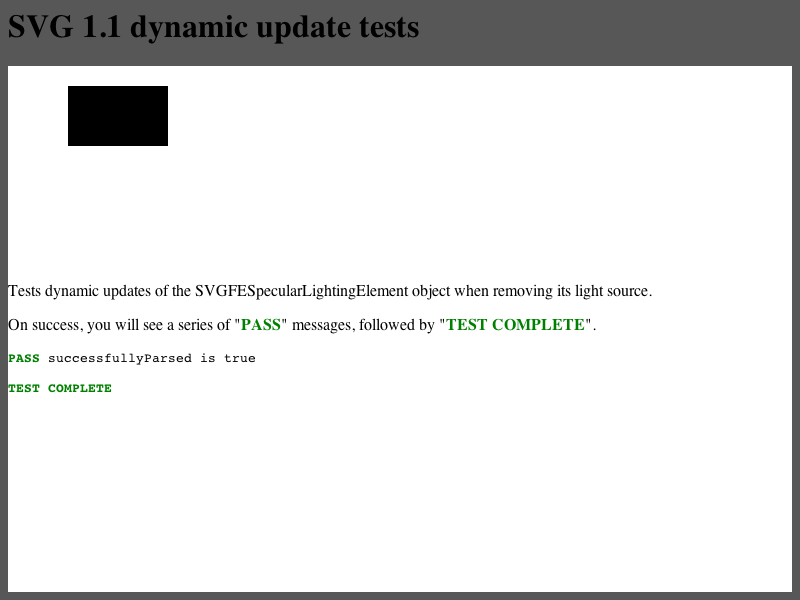 SVG 1.1 dynamic update tests
Tests dynamic updates of the SVGFESpecularLightingElement object when removing its light source.
On success, you will see a series of "PASS" messages, followed by "TEST COMPLETE".
PASS successfullyParsed is true
TEST COMPLETE